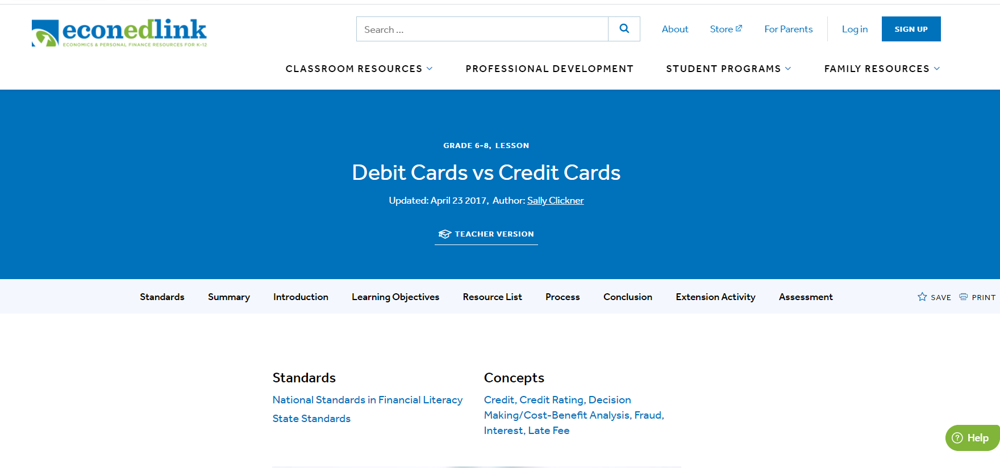 econedlink
ECONOMICS & PERSONAL FINANCE RESOURCES FOR K-12
Search ...
About
Store
For Parents
Log in
SIGN UP
CLASSROOM RESOURCES
PROFESSIONAL DEVELOPMENT
STUDENT PROGRAMS
FAMILY RESOURCES
GRADE 6-8, LESSON
Debit Cards vs Credit Cards
Updated: April 23 2017, Author: Sally Clickner
TEACHER VERSION
Standards
Summary
Introduction
Learning Objectives
Resource List
Process
Conclusion
Extension Activity
Assessment
SAVE
PRINT
Standards
National Standards in Financial Literacy
State Standards
Concepts
Credit, Credit Rating, Decision
Making/Cost-Benefit Analysis, Fraud,
Interest, Late Fee
Help